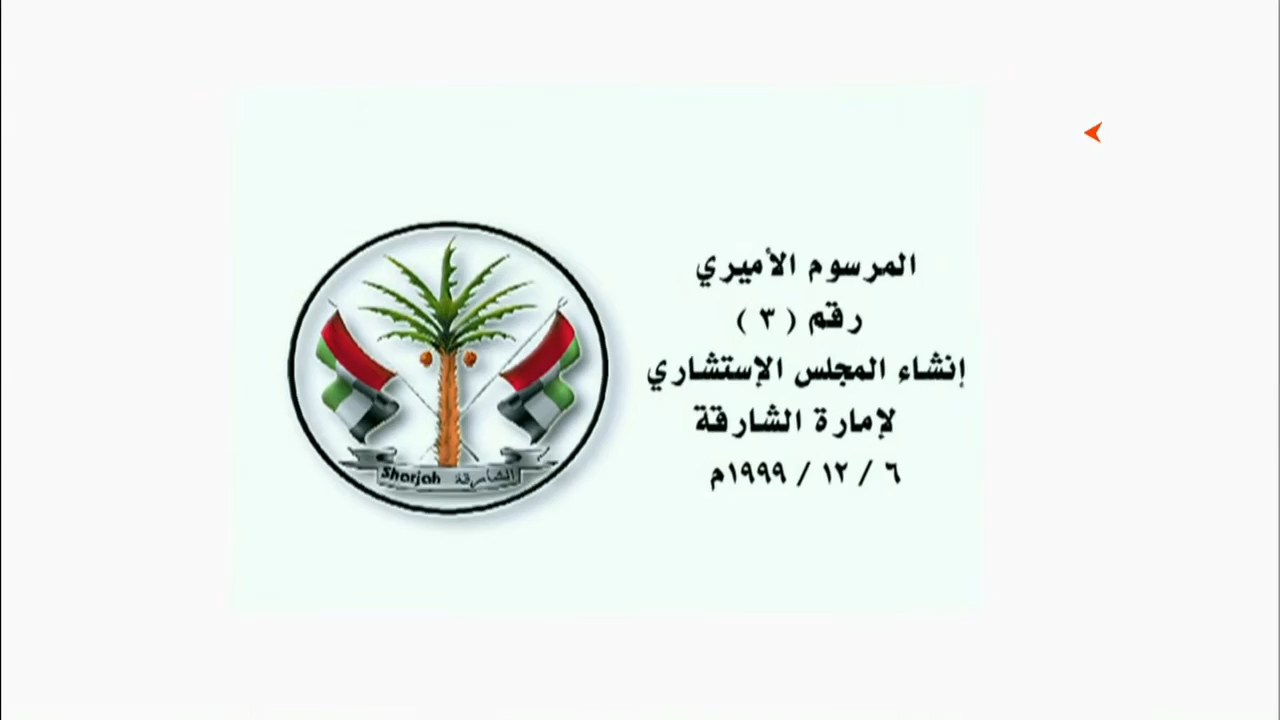 المرسوم الأميري
رقم ( ٣ )
إنشاء المجلس الإستشاري
لإمارة الشارقة
٦ / ١٢ / ١٩٩٩م
Sharjah الشارقة